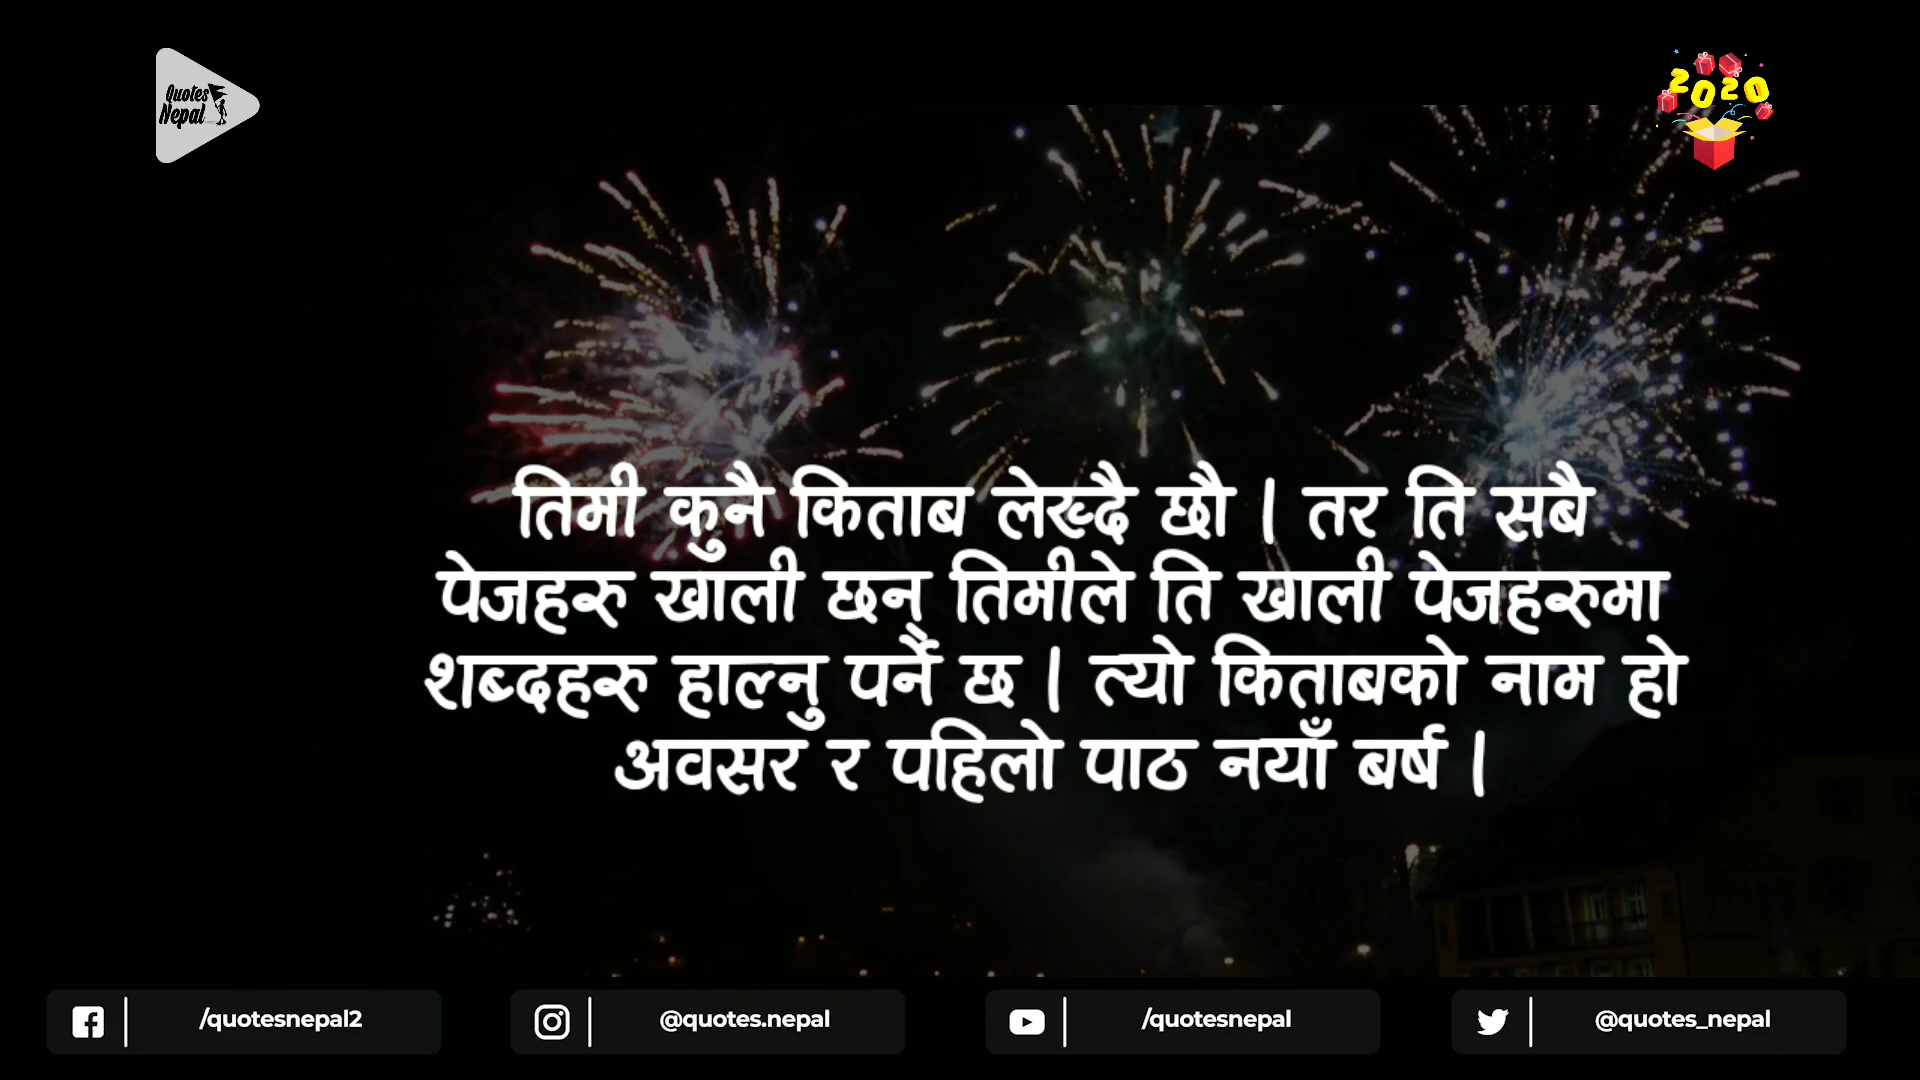 Quotes
Nepal
2020
तिमी कुनै किताब लेख्दै छौ । तर ति सबै
पेजहरु खाली छन् तिमीले ति खाली पेजहरुमा
शब्दहरु हाल्नु पर्ने छ । त्यो किताबको नाम हो
अवसर र पहिलो पाठ नयाँ बर्ष ।
/quotesnepal2
@quotes.nepal
/quotesnepal
@quotes_nepal